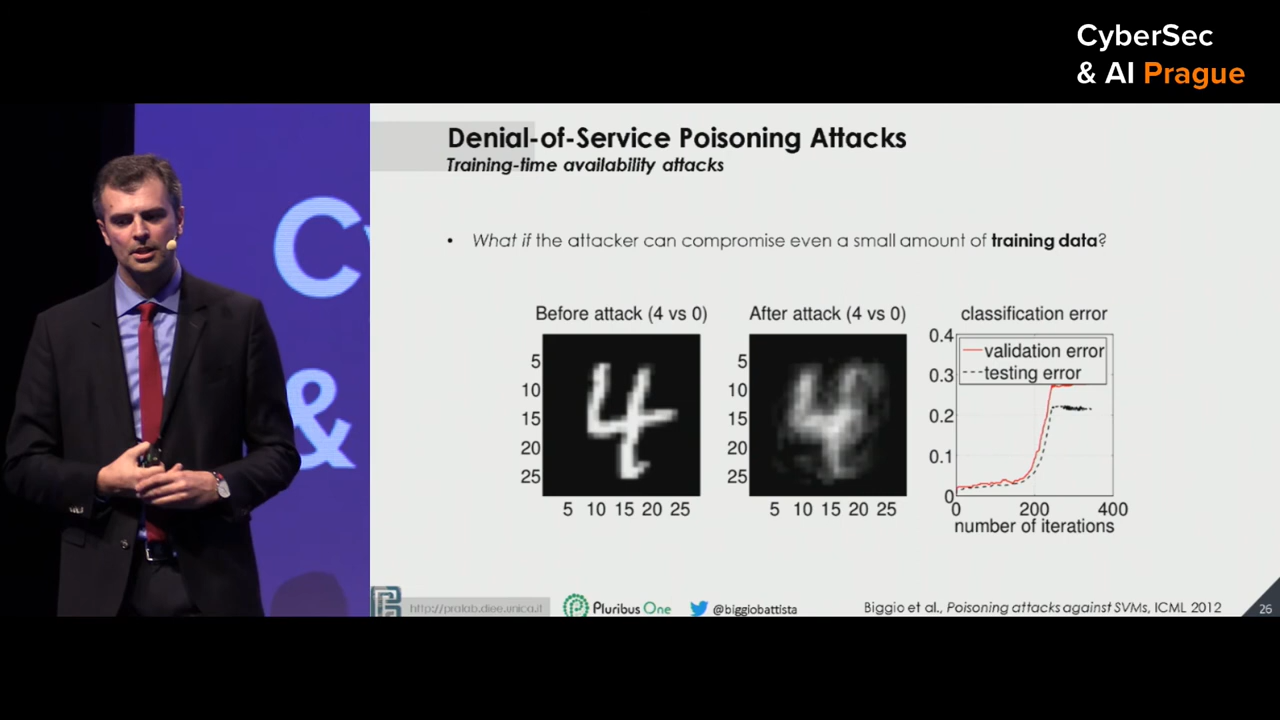 CyberSec
& AI Prague
C
&
Denial-of-Service Poisoning Attacks
Training-time availability attacks
• What if the attacker can compromise even a small amount of training data?
Before attack (4 vs 0)
5
10
15
20
25
5 10 15 20 25
After attack (4 vs 0)
5
10
15
20
25
5 10 15 20 25
classification error
0.4
0.3
0.2
0.1
0
validation error
testing error
0 200 400
number of iterations
http://pralab.diee.unica.it
Pluribus One
@biggiobattista
Biggio et al., Poisoning attacks against SVMs, ICML 2012
26